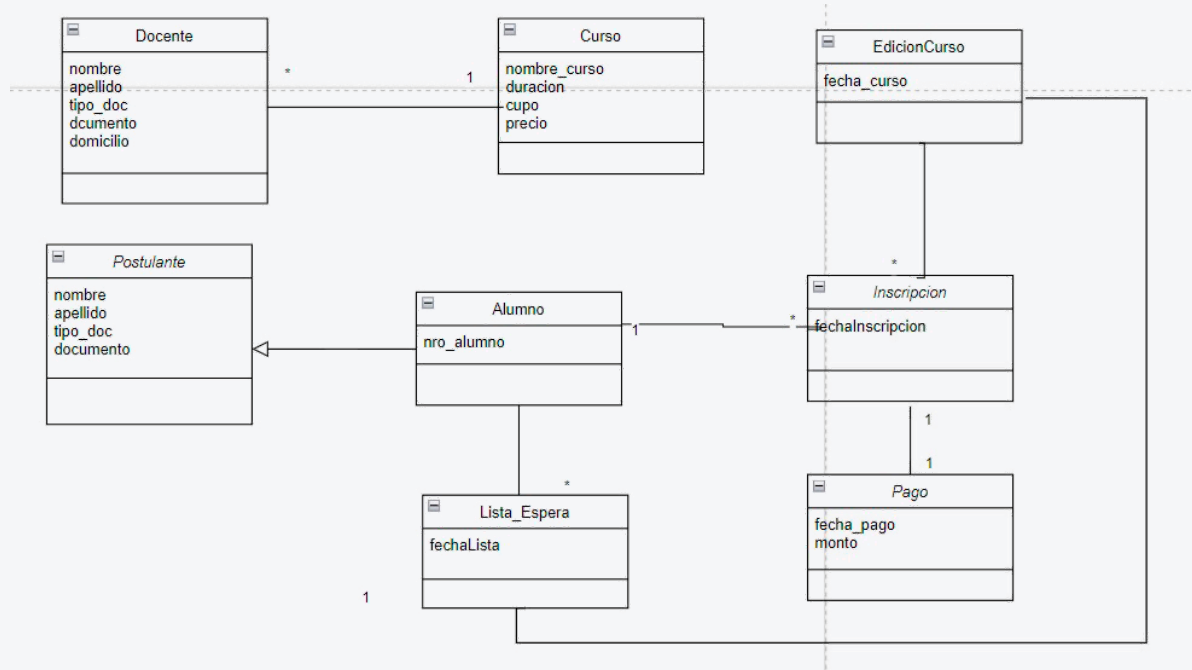 Docente
nombre
apellido
tipo_doc
dcumento
domicilio
*
1
Curso
nombre_curso
duracion
cupo
precio
EdicionCurso
fecha_curso
Postulante
nombre
apellido
tipo_doc
documento
Alumno
nro_alumno
1
*
*
Inscripcion
fechaInscripcion
1
1
Pago
fecha_pago
monto
*
Lista_Espera
fechaLista
1